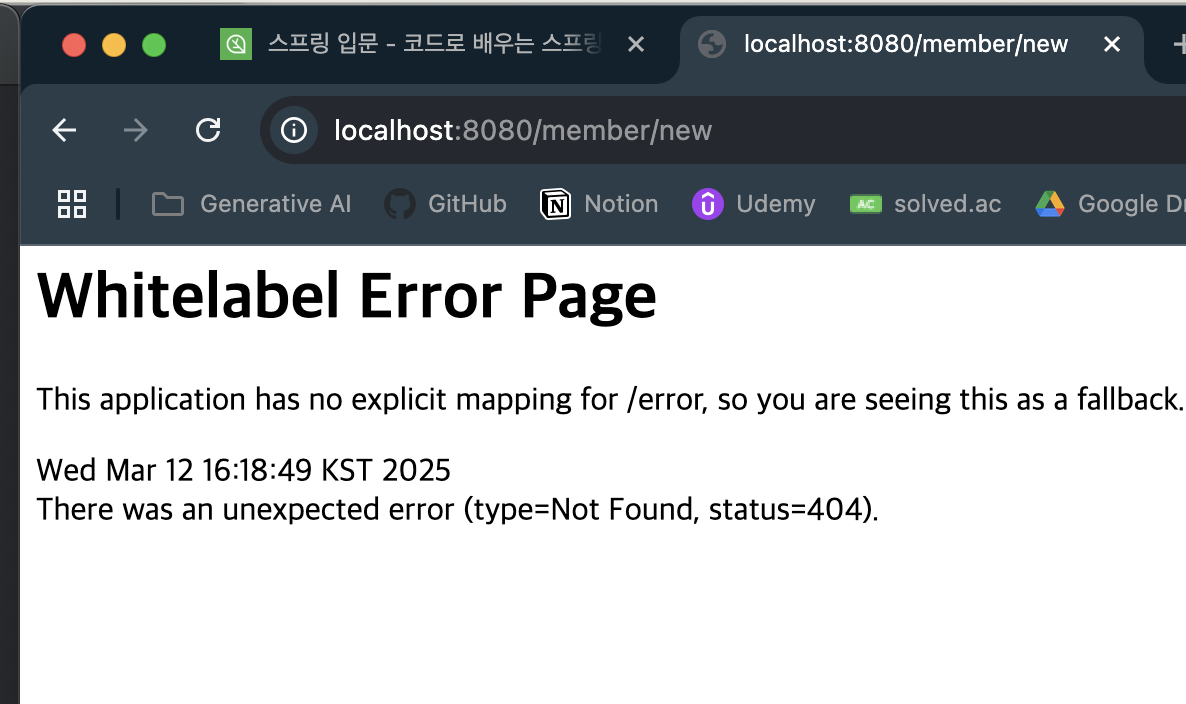 스프링 입문 - 코드로 배우는 스프링
localhost:8080/member/new
localhost:8080/member/new
Generative AI
GitHub
Notion
Udemy
AC
solved.ac
Google
Whitelabel Error Page
This application has no explicit mapping for /error, so you are seeing this as a fallback.
Wed Mar 12 16:18:49 KST 2025
There was an unexpected error (type=Not Found, status=404).